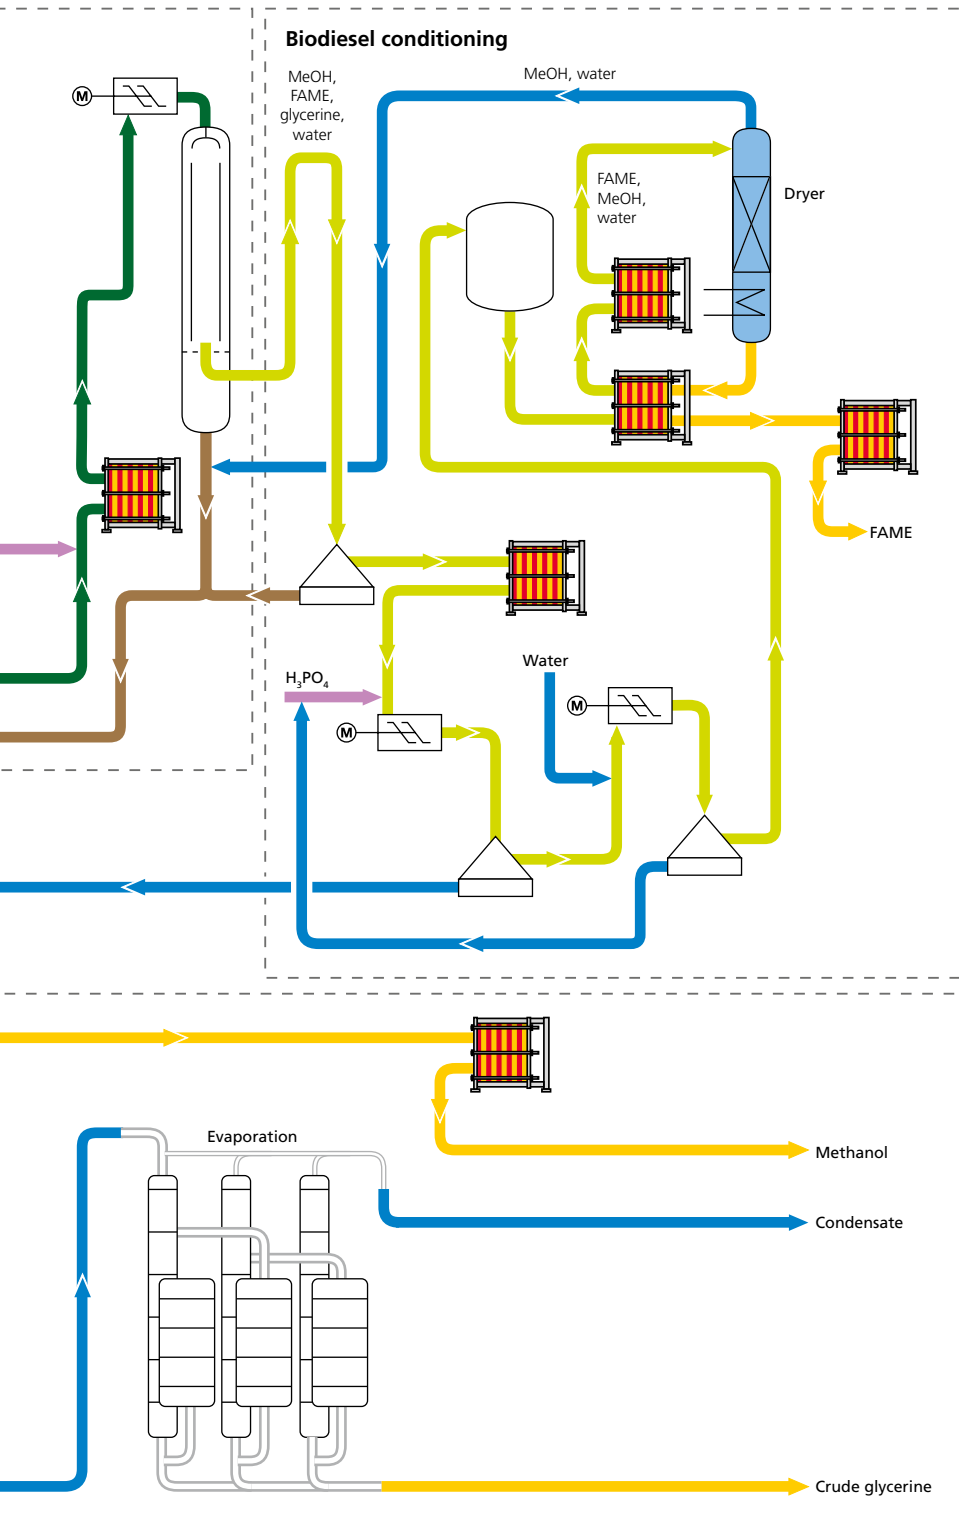 Biodiesel conditioning
MeOH,
FAME,
glycerine,
water
MeOH, water
M
FAME,
MeOH,
water
Dryer
FAME
H₃PO₄
Water
M
M
Evaporation
Methanol
Condensate
Crude glycerine